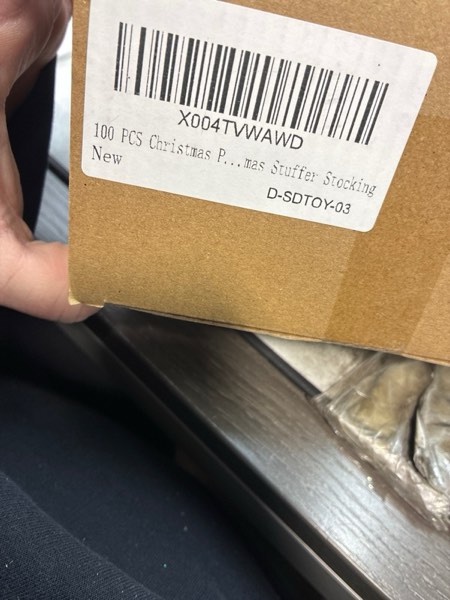 X004TVWAWD
100 PCS Christmas P...mas Stuffer Stocking
New
D-SDTOY-03